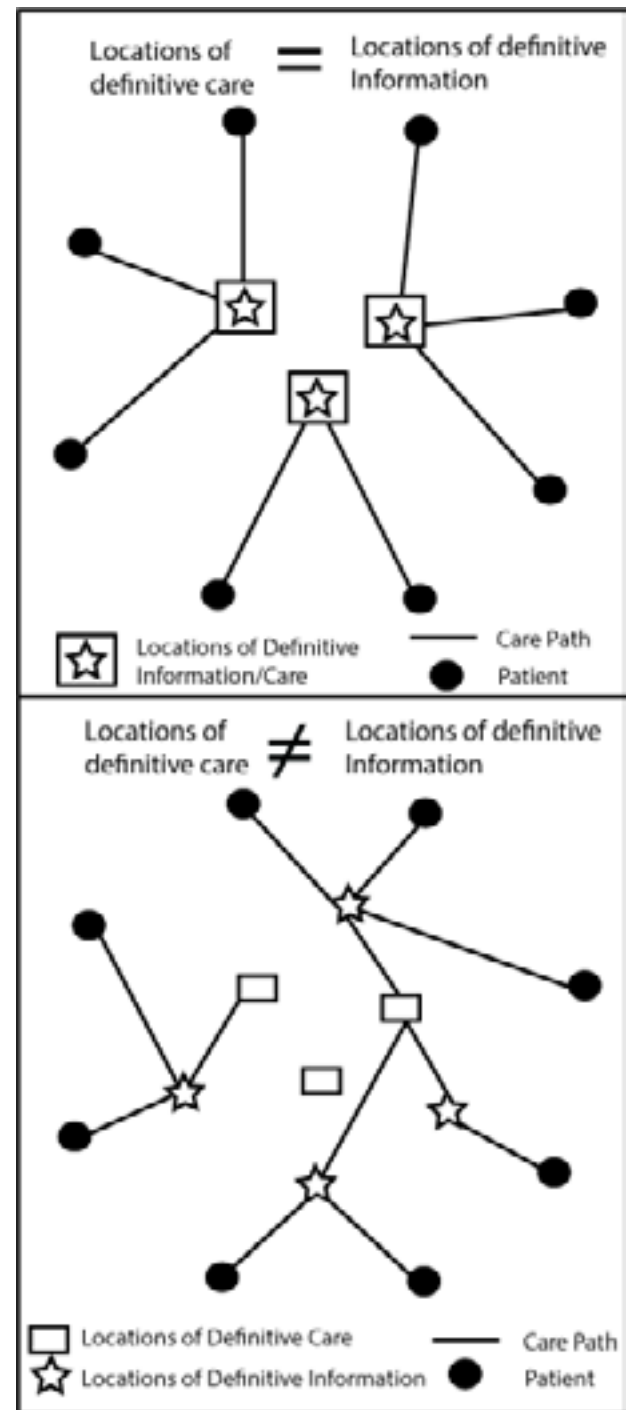 Locations of definitive care = Locations of definitive Information
Locations of Definitive Information/Care
Care Path
Patient
Locations of definitive care ≠ Locations of definitive Information
Locations of Definitive Care
Care Path
Locations of Definitive Information
Patient